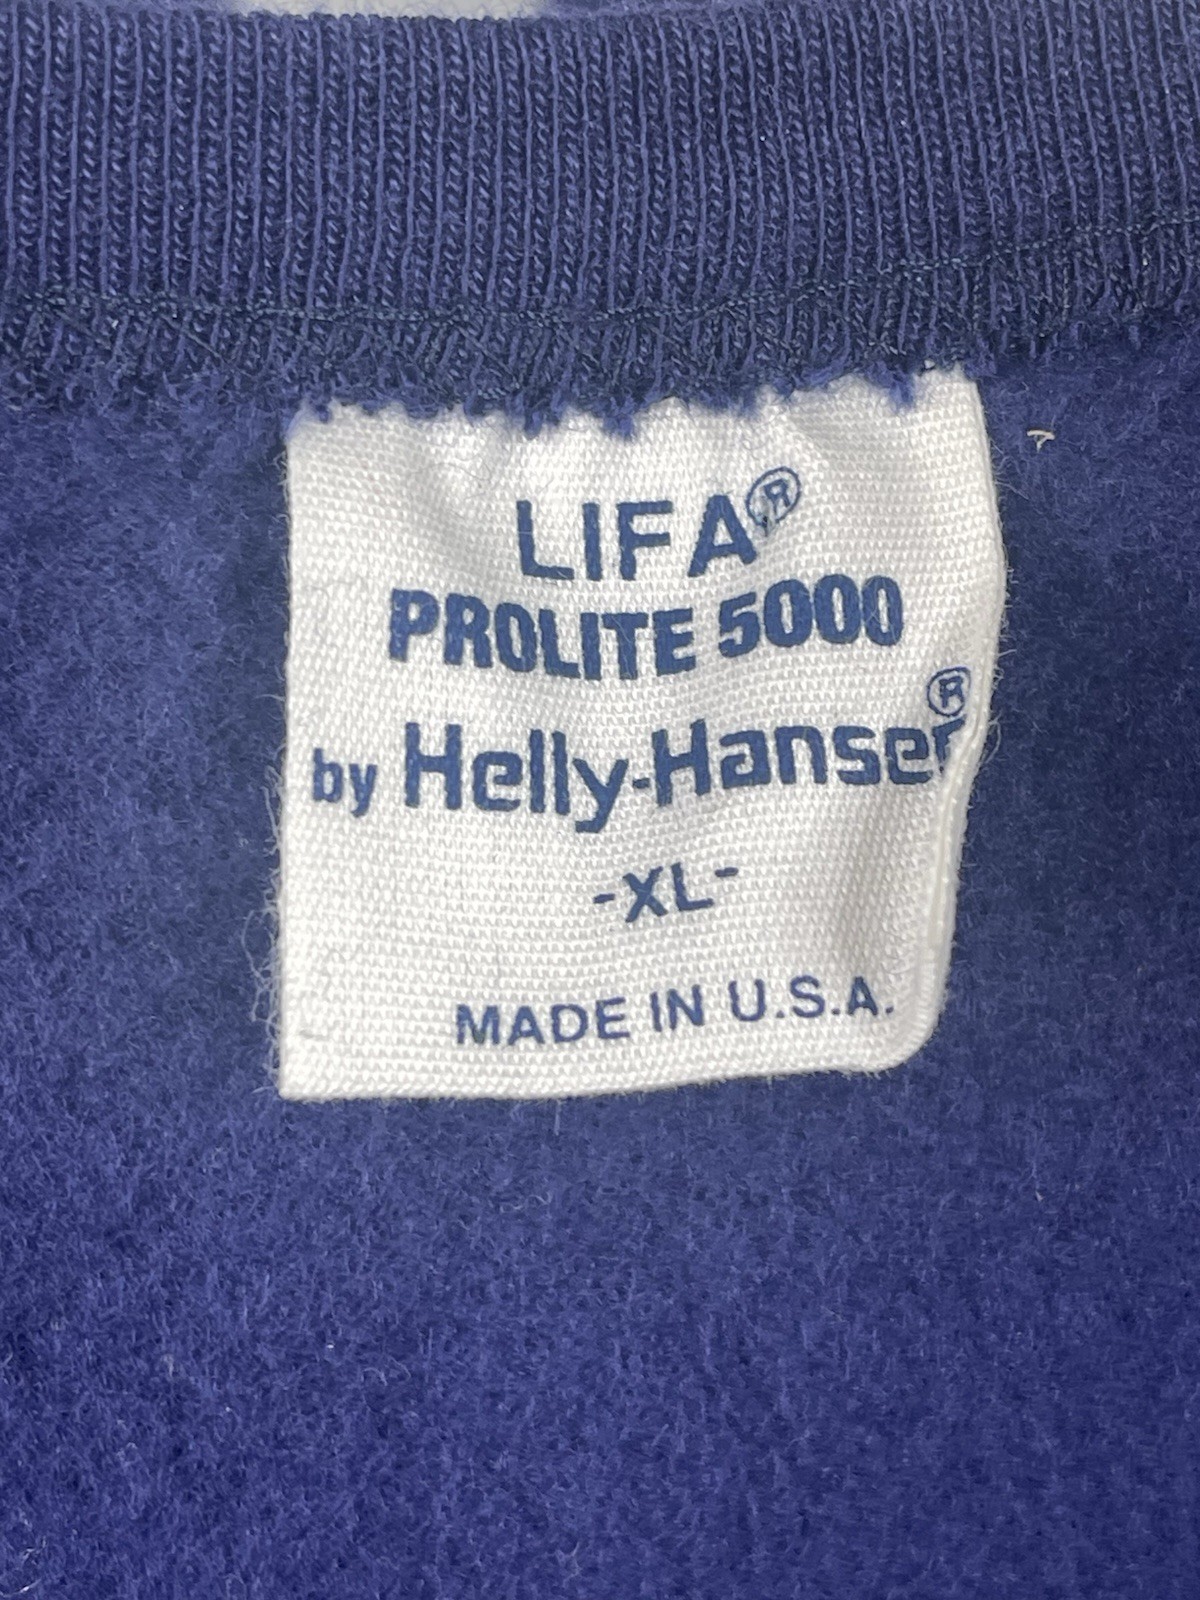 LIFA®
PROLITE 5000
by Helly-Hansen®
-XL-
MADE IN U.S.A.